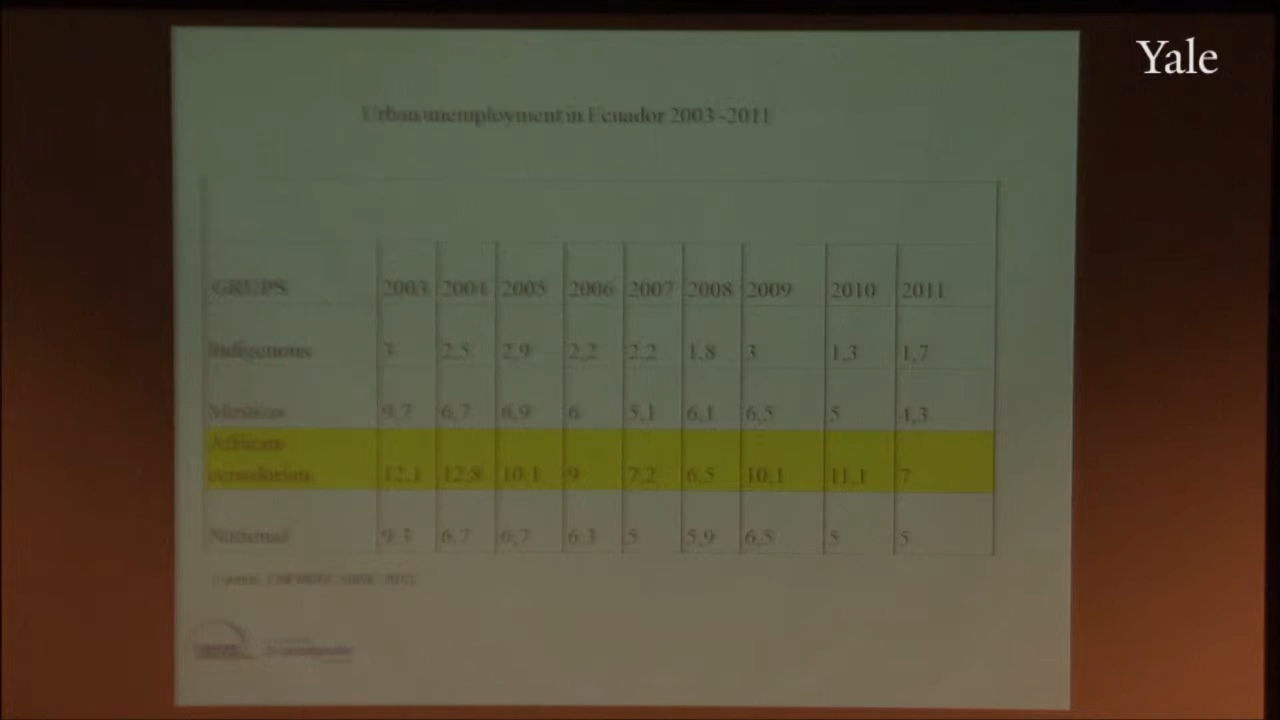 Yale
Urban unemployment in Ecuador 2003 -2011
GRUPS 2003 2004 2005 2006 2007 2008 2009 2010 2011
Indigenous 3 2.5 2,9 2,2 2,2 1,8 3 1,3 1,7
Mestizos 9,7 6,7 6,9 6 5,1 6,1 6,5 5 4,3
12,1 12,8 10,1 9 7,2 6,5 10,1 11,1 7
National 6,7 6,7 6,3 5 5,9 6,5 5 5